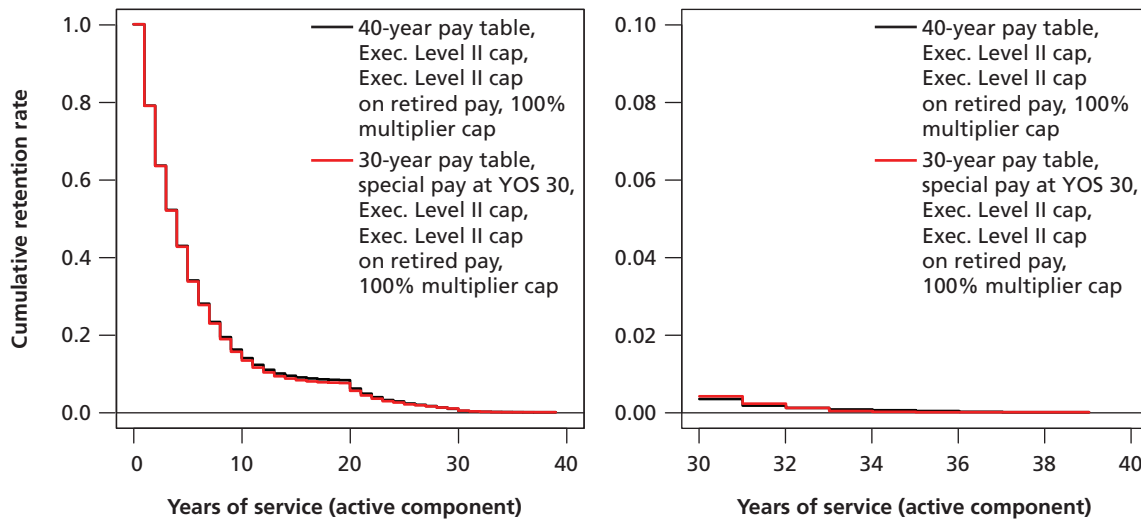 Cumulative retention rate
1.0
0.8
0.6
0.4
0.2
0.0
40-year pay table,
Exec. Level II cap,
Exec. Level II cap
on retired pay, 100%
multiplier cap
30-year pay table,
special pay at YOS 30,
Exec. Level II cap,
Exec. Level II cap
on retired pay,
100% multiplier cap
0 10 20 30 40
Years of service (active component)
0.10
0.08
0.06
0.04
0.02
0.00
40-year pay table,
Exec. Level II cap,
Exec. Level II cap
on retired pay, 100%
multiplier cap
30-year pay table,
special pay at YOS 30,
Exec. Level II cap,
Exec. Level II cap
on retired pay,
100% multiplier cap
30 32 34 36 38 40
Years of service (active component)